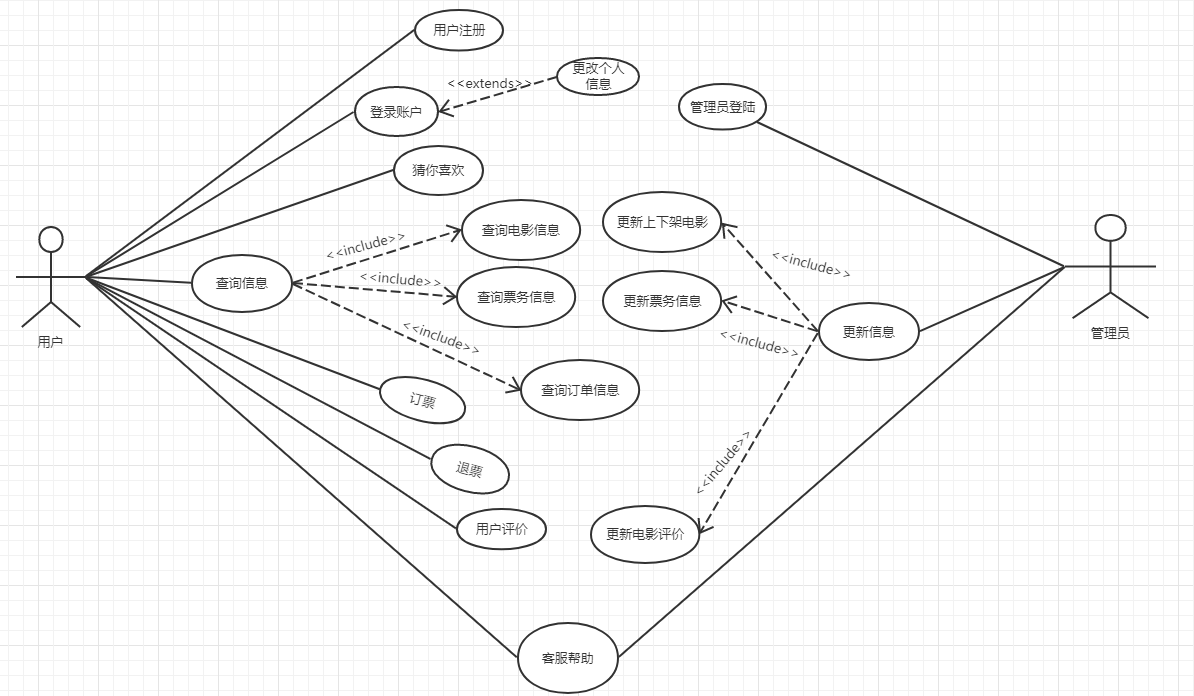 用户注册
更改个人
信息
<<extends>>
登录账户
管理员登陆
猜你喜欢
查询电影信息
更新上下架电影
<<include>>
<<include>>
查询信息
<<include>>
查询票务信息
更新票务信息
用户
<<include>>
<<include>>
更新信息
管理员
查询订单信息
订票
<<include>>
退票
用户评价
更新电影评价
客服帮助